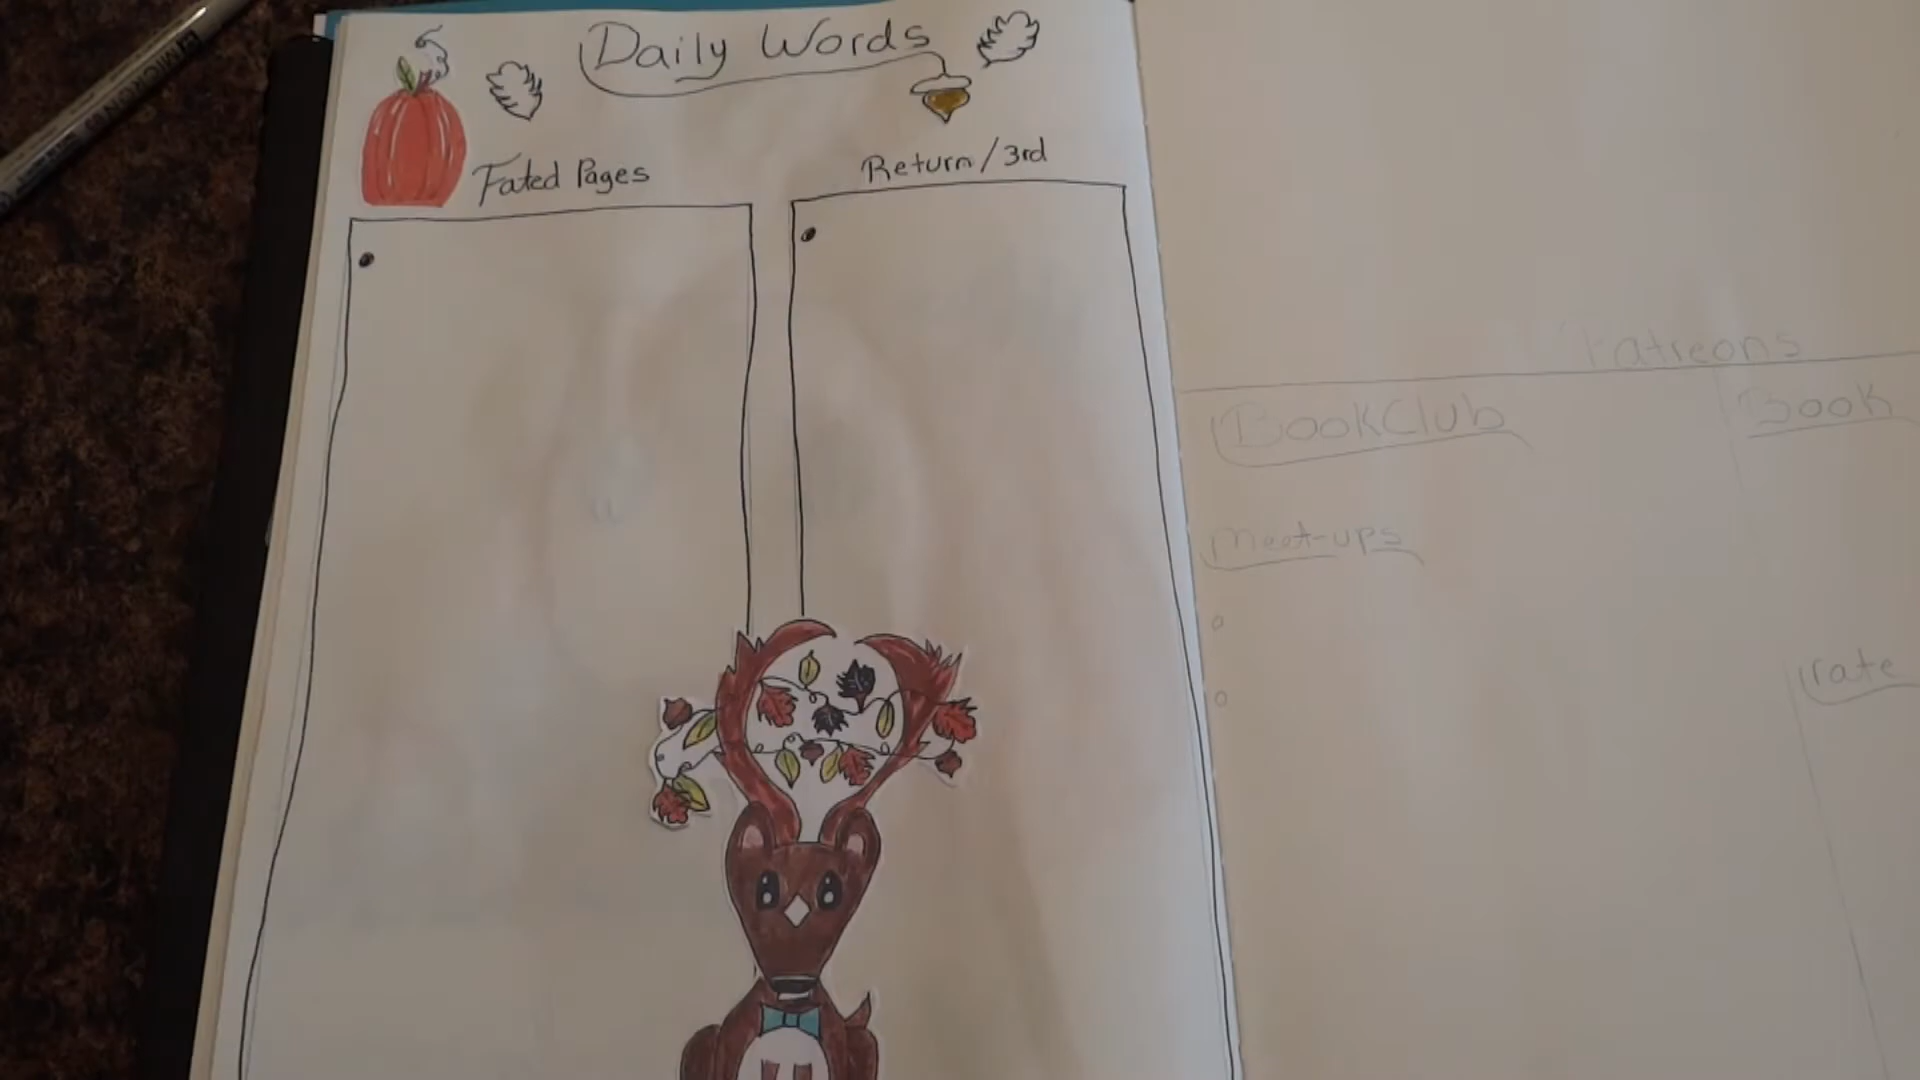 Daily Words
Fated Pages
Return/3rd
Patreons
BookClub
Book
Meet-ups
rate